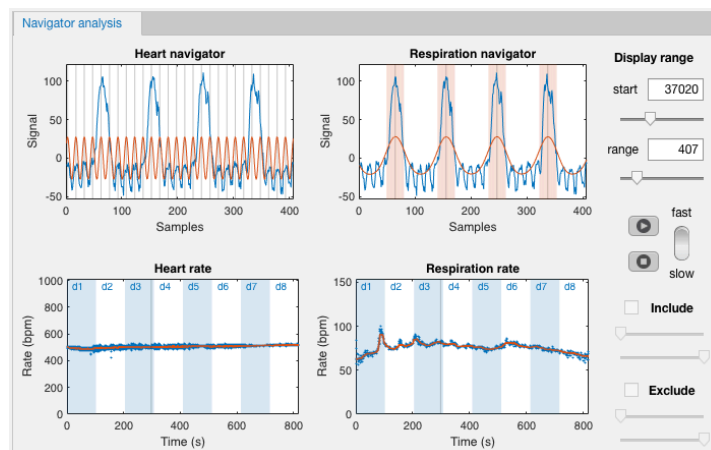 Navigator analysis
Heart navigator
Signal
100
50
0
-50
0 100 200 300 400
Samples
Respiration navigator
Signal
100
50
0
-50
0 100 200 300 400
Samples
Display range
start 37020
range 407
fast
slow
Heart rate
Rate (bpm)
1000
800
600
400
200
0
d1 d2 d3 d4 d5 d6 d7 d8
0 200 400 600 800
Time (s)
Respiration rate
Rate (bpm)
150
100
50
0
d1 d2 d3 d4 d5 d6 d7 d8
0 200 400 600 800
Time (s)
Include
Exclude